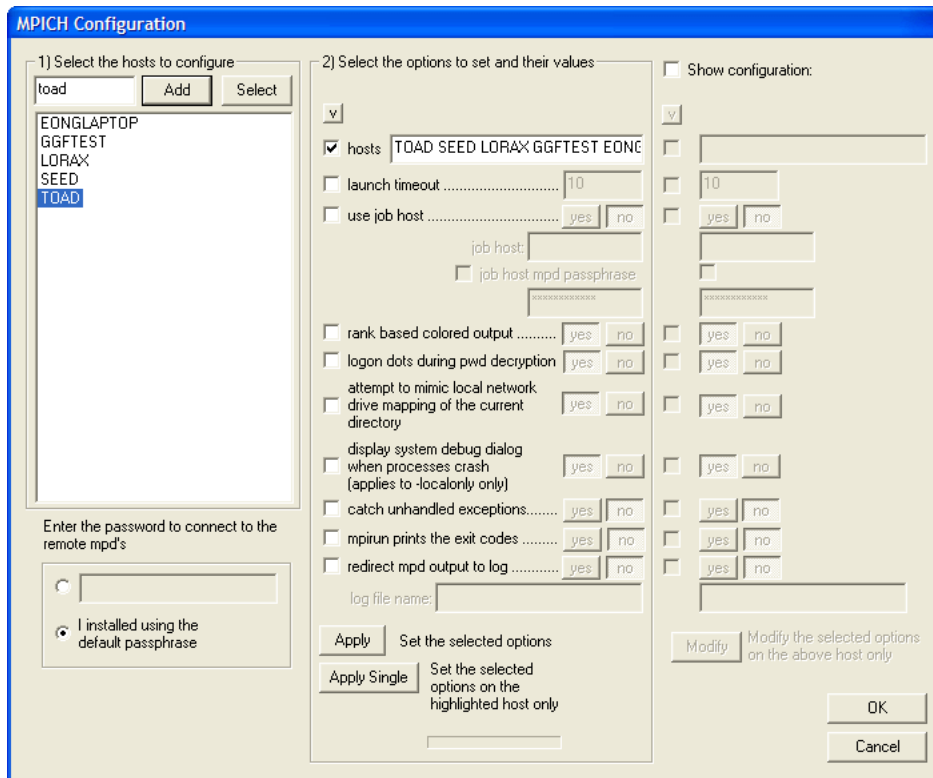 MPICH Configuration
1) Select the hosts to configure
toad
Add
Select
EONGLAPTOP
GGFTEST
LORAX
SEED
TOAD
Enter the password to connect to the
remote mpd's
I installed using the
default passphrase
2) Select the options to set and their values
v
hosts TOAD SEED LORAX GGFTEST EONG
launch timeout ............................ 10
use job host ............................... yes no
job host:
job host mpd passphrase
************
rank based colored output .......... yes no
logon dots during pwd decryption yes no
attempt to mimic local network
drive mapping of the current
directory
yes no
display system debug dialog
when processes crash
(applies to -localonly only)
yes no
catch unhandled exceptions........ yes no
mpirun prints the exit codes ........ yes no
redirect mpd output to log ........... yes no
log file name:
Apply Set the selected options
Apply Single
Set the selected
options on the
highlighted host only
Show configuration:
v
10
yes no
************
yes no
yes no
yes no
yes no
yes no
yes no
yes no
Modify
Modify the selected options
on the above host only
OK
Cancel